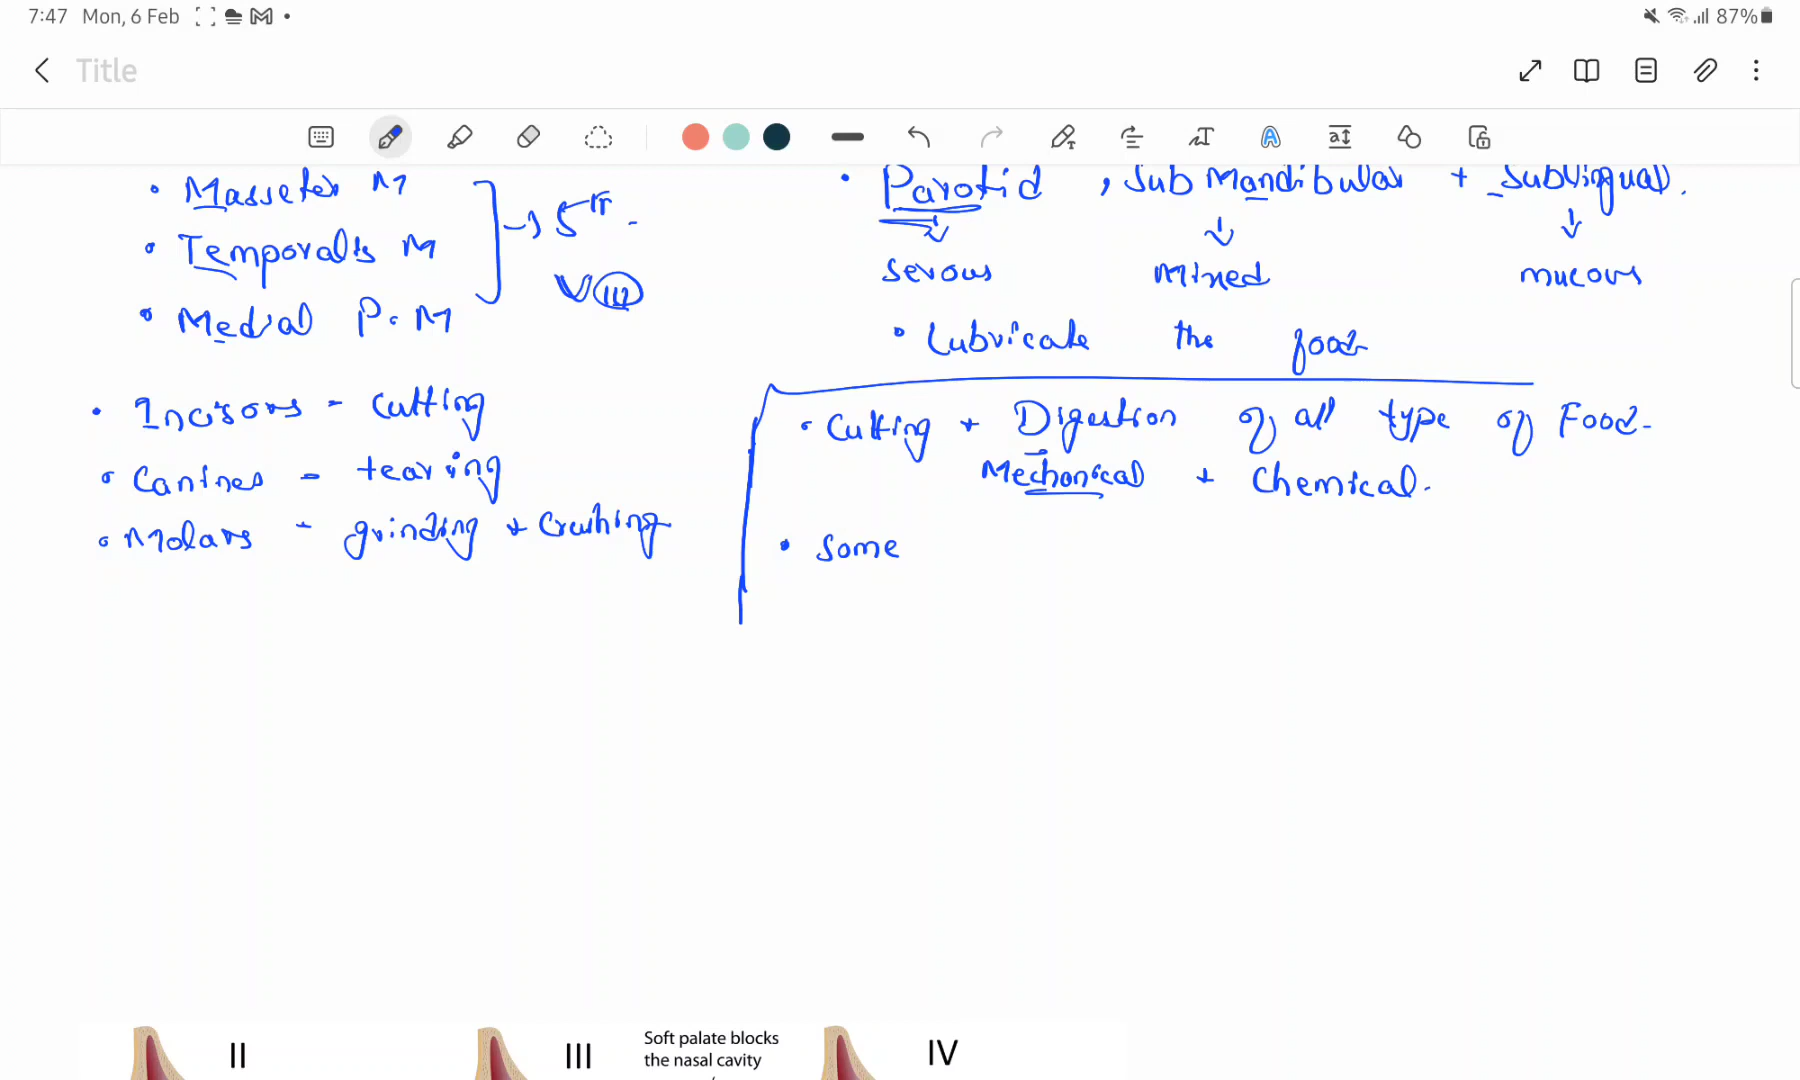 7:47 Mon, 6 Feb
87%
Title
• Masseter M
• Temporalis M
• Medial P. M
→ 5
V III
• Parotid , Sub Mandibular + Sublingual.
serous mixed mucous
• Lubricate the food
• Incisors - Cutting
• Canines - tearing
• Molars - grinding + Crushing
• Cutting + Digestion of all type of Food.
Mechanical + Chemical.
• Some
II
III
Soft palate blocks
the nasal cavity
IV